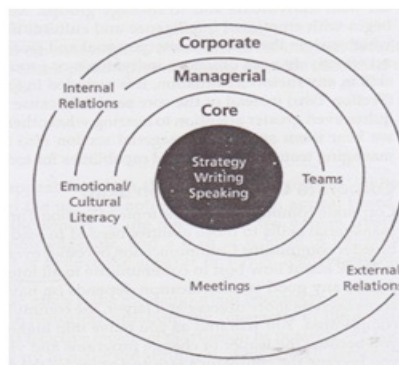 Corporate
Managerial
Internal
Relations
Core
Strategy
Writing
Speaking
Emotional/
Cultural
Literacy
Teams
Meetings
External
Relations